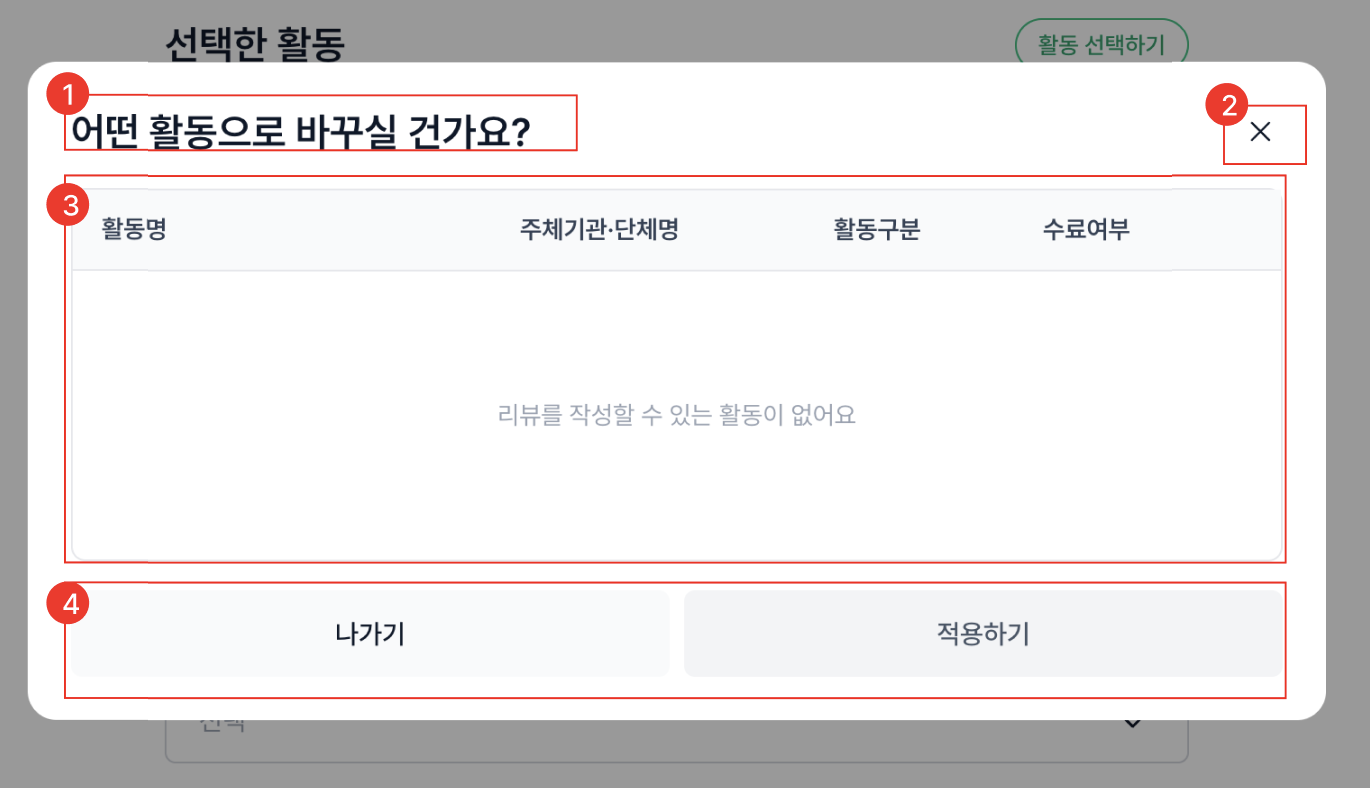 선택한 활동
활동 선택하기
1
어떤 활동으로 바꾸실 건가요?
2
3
활동명 주체기관·단체명 활동구분 수료여부
리뷰를 작성할 수 있는 활동이 없어요
4
나가기 적용하기
선택